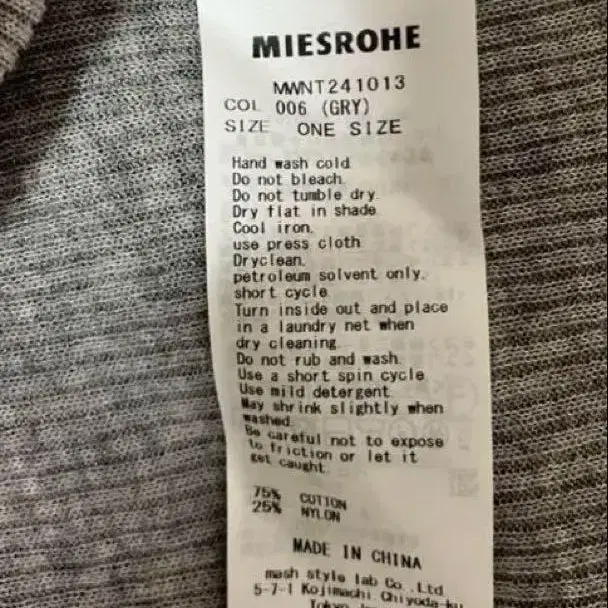 MIESROHE
MWNT241013
COL 006 (GRY)
SIZE ONE SIZE
Hand wash cold.
Do not bleach.
Do not tumble dry.
Dry flat in shade.
Cool iron.
use press cloth
Dryclean.
petroleum solvent only.
short cycle.
Turn inside out and place
in a laundry net when
dry cleaning.
Do not rub and wash.
Use a short spin cycle.
Use mild detergent.
May shrink slightly when
washed.
Be careful not to expose
to friction or let it
get caught.
75% COTTON
25% NYLON
MADE IN CHINA
mash style lab Co., Ltd.
5-7-1 Kojimachi, Chiyoda-ku